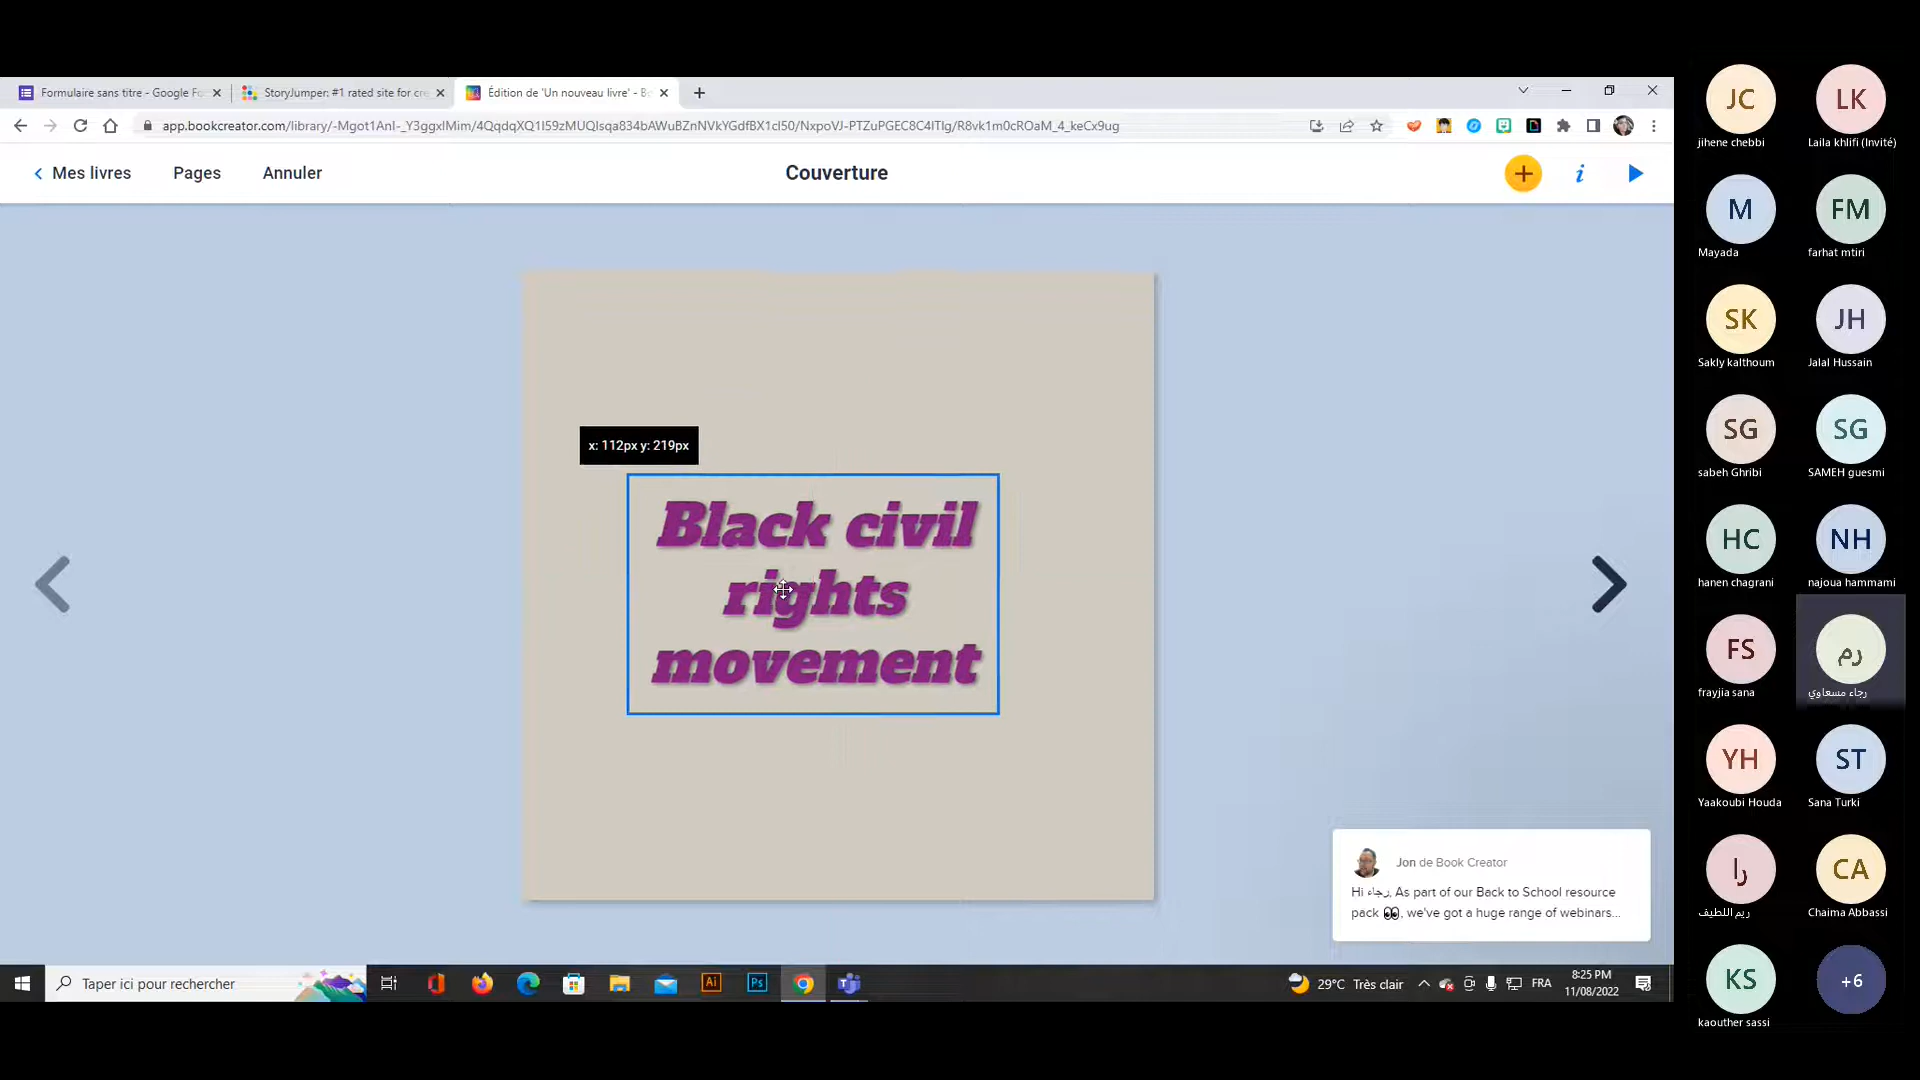 Formulaire sans titre - Google Fo
StoryJumper: #1 rated site for cre
Édition de 'Un nouveau livre' - B
app.bookcreator.com/library/-Mgot1AnI-_Y3ggxlMim/4QqdqXQ1I59zMUQIsqa834bAWuBZnNVkYGdfBX1cI50/NxpoVJ-PTZuPGEC8C4ITIg/R8vk1m0cROaM_4_keCx9ug
Mes livres
Pages
Annuler
Couverture
x: 112px y: 219px
Black civil
rights
movement
Jon de Book Creator
Hi رجاء, As part of our Back to School resource
pack 👀, we've got a huge range of webinars...
Taper ici pour rechercher
29°C Très clair
FRA
8:25 PM
11/08/2022
JC
jihene chebbi
LK
Laila khlifi (Invité)
M
Mayada
FM
farhat mtiri
SK
Sakly kalthoum
JH
Jalal Hussain
SG
sabeh Ghribi
SG
SAMEH guesmi
HC
hanen chagrani
NH
najoua hammami
FS
frayjia sana
رم
رجاء مسعاوي
YH
Yaakoubi Houda
ST
Sana Turki
را
ريم اللطيف
CA
Chaima Abbassi
KS
kaouther sassi
+6